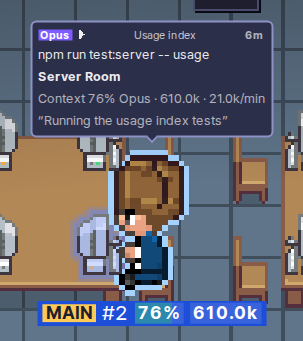 Opus Usage index 6m
npm run test:server -- usage
Server Room
Context 76% Opus · 610.0k · 21.0k/min
"Running the usage index tests"
MAIN #2 76% 610.0k